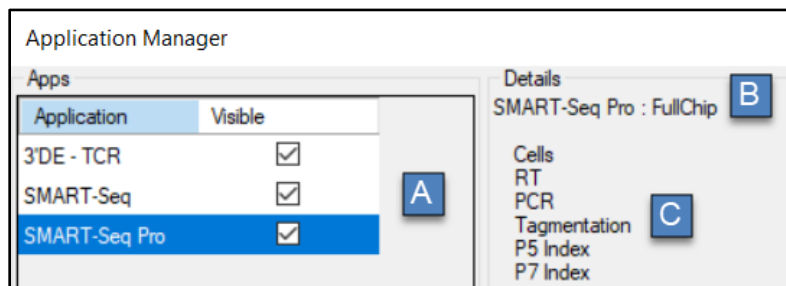 Application Manager
Apps
Application Visible
3'DE - TCR
SMART-Seq
SMART-Seq Pro
A
Details
SMART-Seq Pro : FullChip
B
Cells
RT
PCR
Tagmentation
P5 Index
P7 Index
C